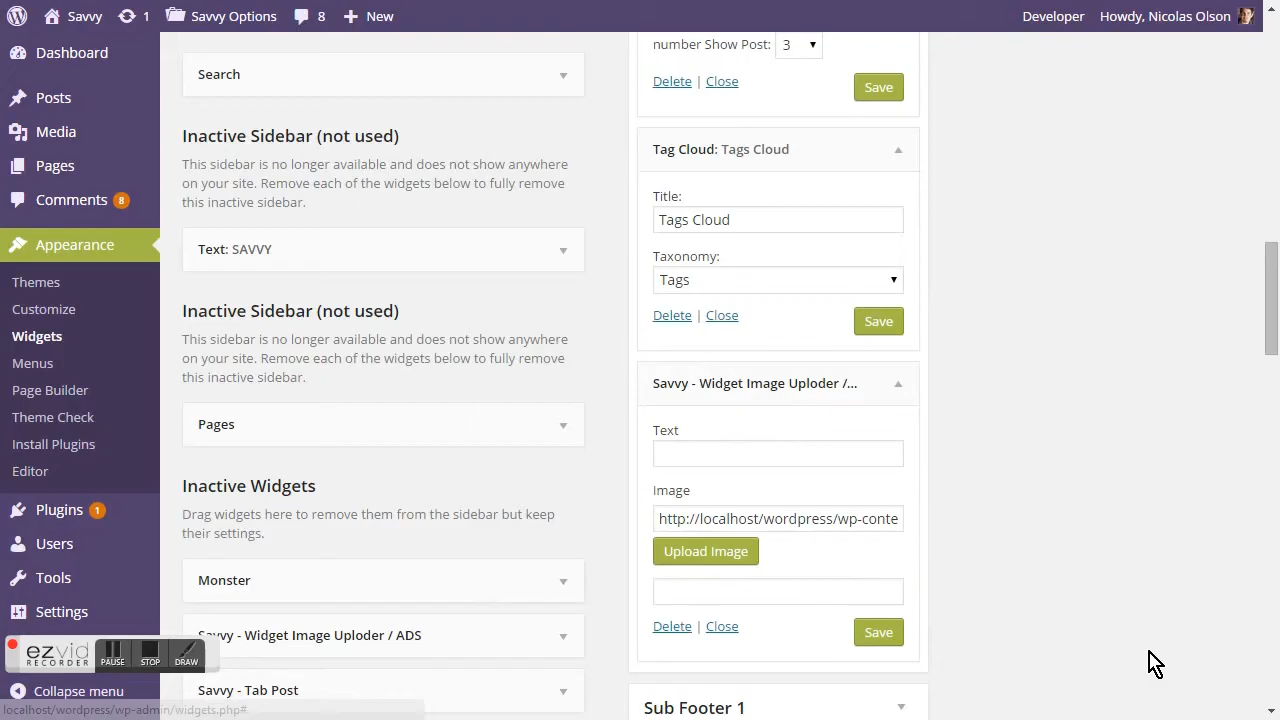 Savvy
1
Savvy Options
8
New
Developer
Howdy, Nicolas Olson
Dashboard
Posts
Media
Pages
Comments 8
Appearance
Themes
Customize
Widgets
Menus
Page Builder
Theme Check
Install Plugins
Editor
Plugins 1
Users
Tools
Settings
ezvid
RECORDER
PAUSE
STOP
DRAW
Collapse menu
localhost/wordpress/wp-admin/widgets.php#
Search
Inactive Sidebar (not used)
This sidebar is no longer available and does not show anywhere
on your site. Remove each of the widgets below to fully remove
this inactive sidebar.
Text: SAVVY
Inactive Sidebar (not used)
This sidebar is no longer available and does not show anywhere
on your site. Remove each of the widgets below to fully remove
this inactive sidebar.
Pages
Inactive Widgets
Drag widgets here to remove them from the sidebar but keep
their settings.
Monster
Savvy - Widget Image Uploder / ADS
Savvy - Tab Post
number Show Post: 3
Delete | Close
Save
Tag Cloud: Tags Cloud
Title:
Tags Cloud
Taxonomy:
Tags
Delete | Close
Save
Savvy - Widget Image Uploder /...
Text
Image
http://localhost/wordpress/wp-conte
Upload Image
Delete | Close
Save
Sub Footer 1